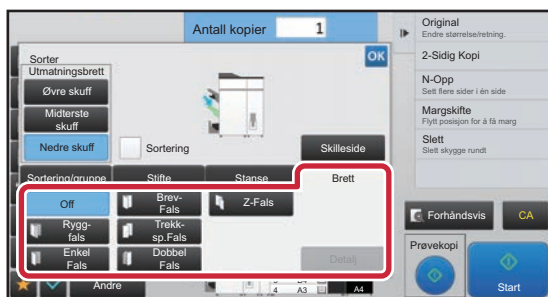 Antall kopier 1
Sorter
OK
Utmatningsbrett
Øvre skuff
Midterste
skuff
Nedre skuff
Sortering
Skilleside
Sortering/gruppe
Stifte
Stanse
Brett
Off
Brev-
Fals
Z-Fals
Rygg-
fals
Trekk-
sp.Fals
Enkel
Fals
Dobbel
Fals
Detalj
Andre
4 A3
A4
Original
Endre størrelse/retning.
2-Sidig Kopi
N-Opp
Sett flere sider i én side
Margskifte
Flytt posisjon for å få marg
Slett
Slett skygge rundt
Forhåndsvis
CA
Prøvekopi
Start